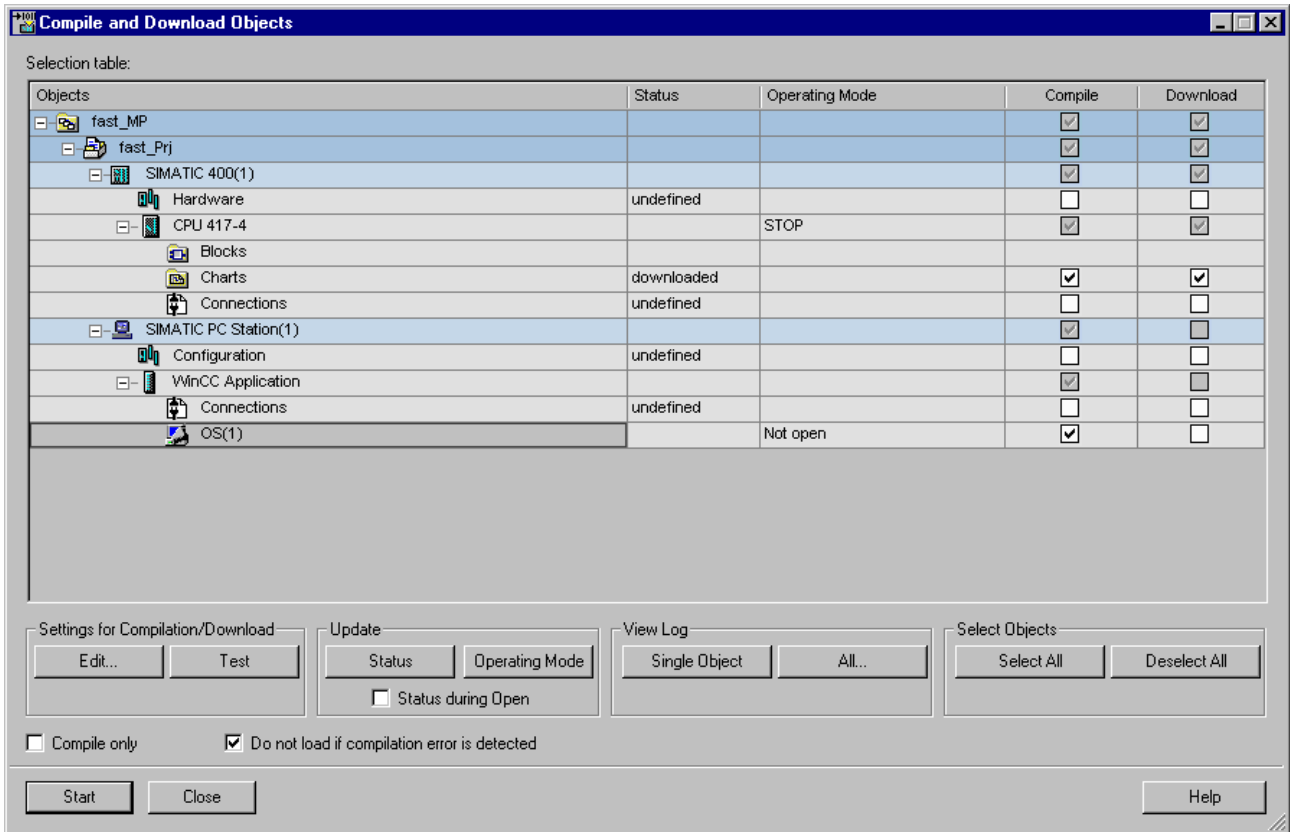 Compile and Download Objects
Selection table:
Objects Status Operating Mode Compile Download
fast_MP
fast_Prj
SIMATIC 400(1)
Hardware undefined
CPU 417-4 STOP
Blocks
Charts downloaded
Connections undefined
SIMATIC PC Station(1)
Configuration undefined
WinCC Application
Connections undefined
OS(1) Not open
Settings for Compilation/Download Update View Log Select Objects
Edit... Test Status Operating Mode Single Object All... Select All Deselect All
Status during Open
Compile only Do not load if compilation error is detected
Start Close Help